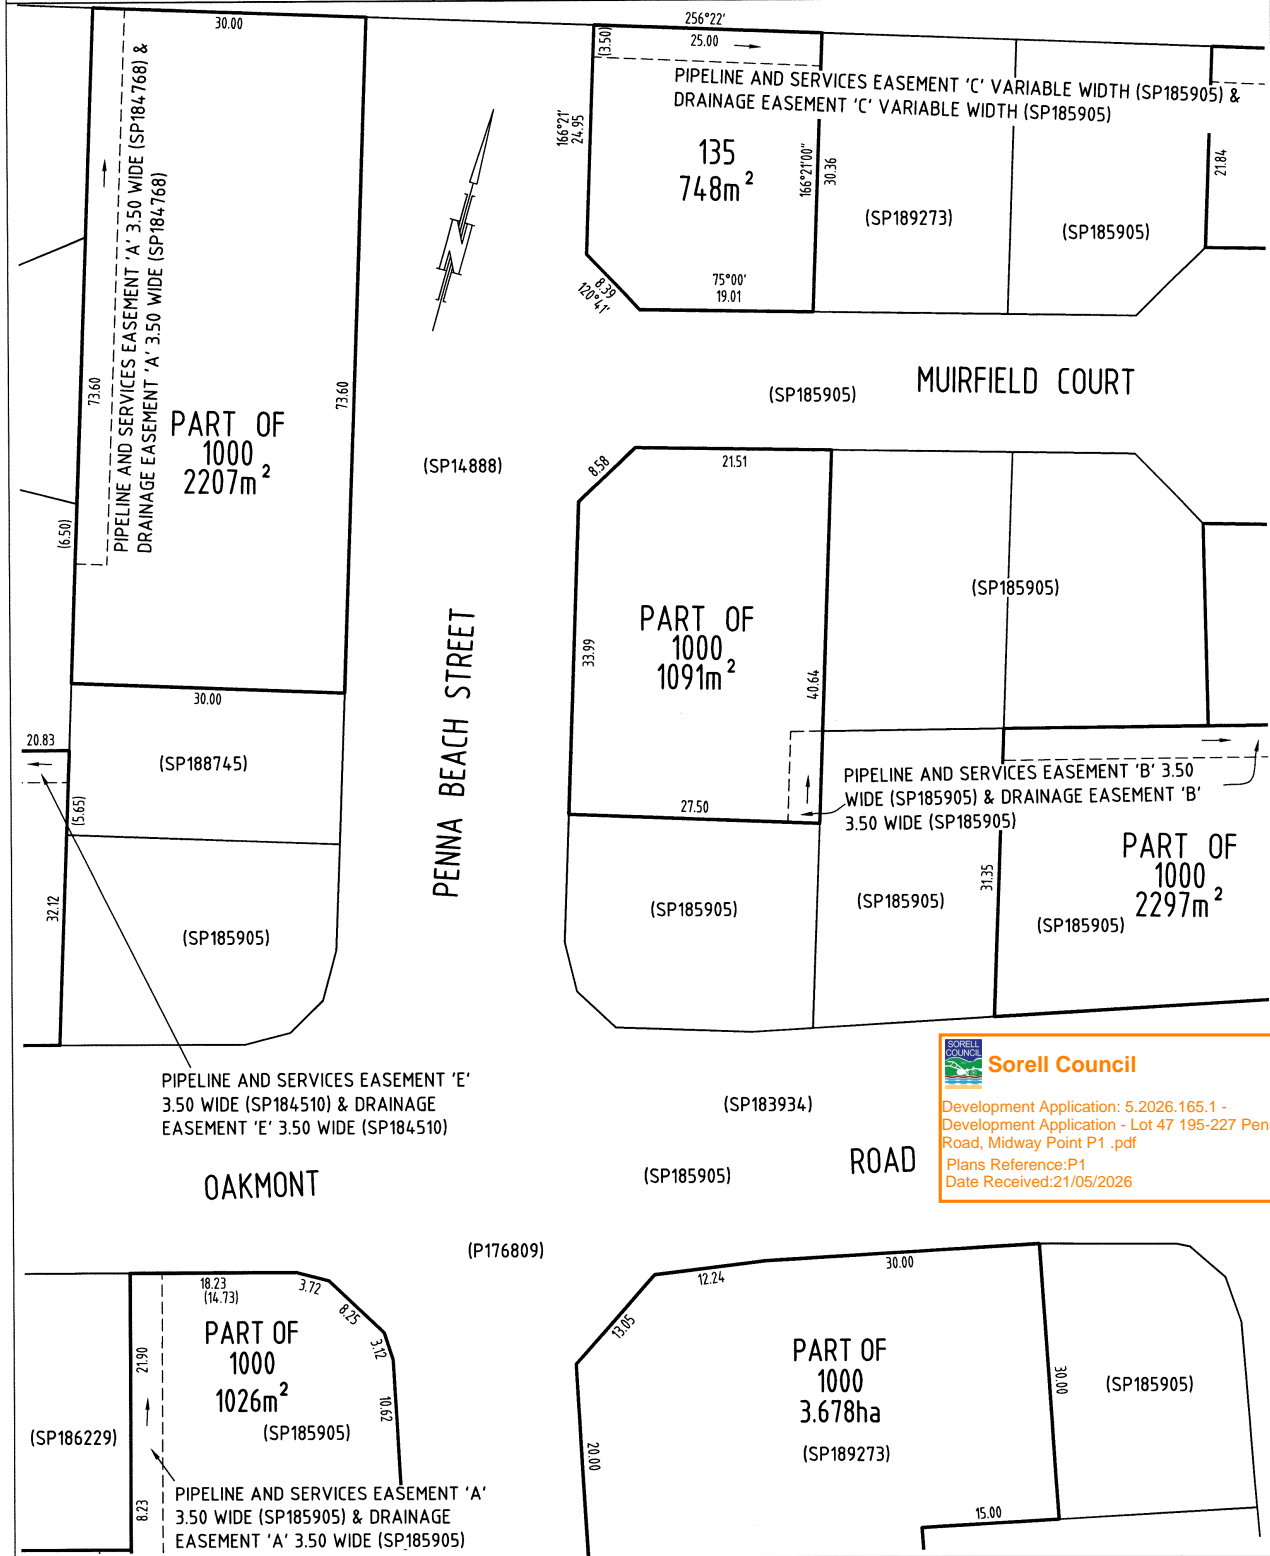 30.00
256°22'
25.00
(3.50)
PIPELINE AND SERVICES EASEMENT 'C' VARIABLE WIDTH (SP185905) &
DRAINAGE EASEMENT 'C' VARIABLE WIDTH (SP185905)
166°21'
24.95
135
748m²
166°21'00"
30.36
(SP189273)
(SP185905)
21.84
8.39
120°41'
75°00'
19.01
PIPELINE AND SERVICES EASEMENT 'A' 3.50 WIDE (SP184768) &
DRAINAGE EASEMENT 'A' 3.50 WIDE (SP184768)
73.60
73.60
PART OF
1000
2207m²
(6.50)
30.00
(SP14888)
(SP185905)
MUIRFIELD COURT
8.58
21.51
33.99
PART OF
1000
1091m²
40.64
27.50
(SP185905)
PENNA BEACH STREET
20.83
(SP188745)
(5.65)
32.12
(SP185905)
PIPELINE AND SERVICES EASEMENT 'B' 3.50
WIDE (SP185905) & DRAINAGE EASEMENT 'B'
3.50 WIDE (SP185905)
(SP185905)
(SP185905)
31.35
PART OF
1000
2297m²
(SP185905)
PIPELINE AND SERVICES EASEMENT 'E'
3.50 WIDE (SP184510) & DRAINAGE
EASEMENT 'E' 3.50 WIDE (SP184510)
SORELL
COUNCIL
Sorell Council
Development Application: 5.2026.165.1 -
Development Application - Lot 47 195-227 Pen
Road, Midway Point P1 .pdf
Plans Reference:P1
Date Received:21/05/2026
(SP183934)
(SP185905)
OAKMONT
ROAD
(P176809)
18.23
(14.73)
3.72
8.25
3.12
10.62
21.90
8.23
PART OF
1000
1026m²
(SP185905)
(SP186229)
PIPELINE AND SERVICES EASEMENT 'A'
3.50 WIDE (SP185905) & DRAINAGE
EASEMENT 'A' 3.50 WIDE (SP185905)
13.05
12.24
30.00
20.00
PART OF
1000
3.678ha
(SP189273)
30.00
15.00
(SP185905)